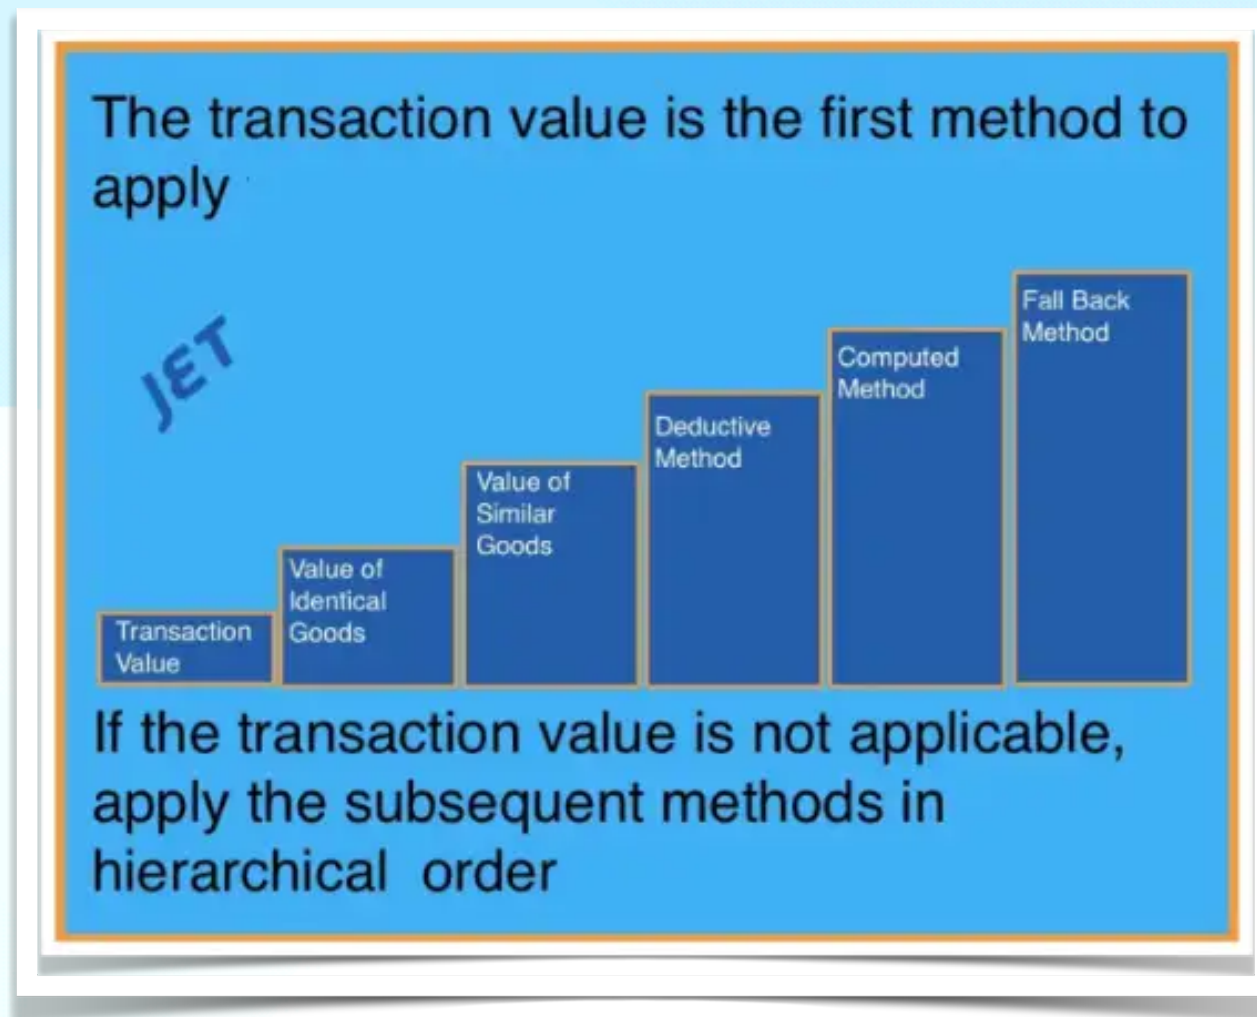 The transaction value is the first method to
apply
JET
Transaction
Value
Value of
Identical
Goods
Value of
Similar
Goods
Deductive
Method
Computed
Method
Fall Back
Method
If the transaction value is not applicable,
apply the subsequent methods in
hierarchical order